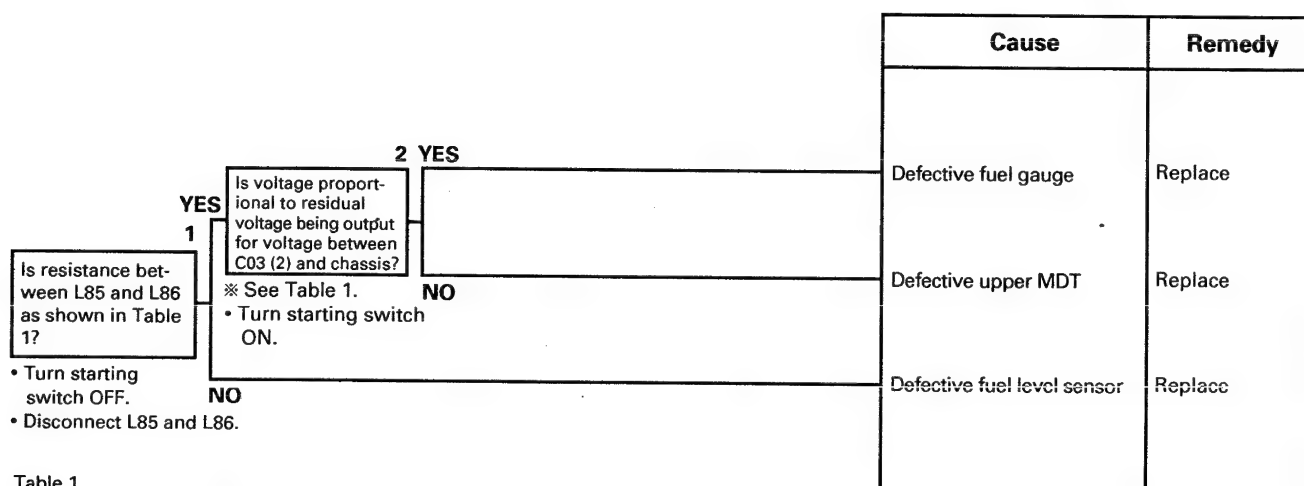 Cause
Remedy
2 YES
Is voltage proport-
ional to residual
voltage being output
for voltage between
C03 (2) and chassis?
Defective fuel gauge
Replace
YES
1
Is resistance bet-
ween L85 and L86
as shown in Table
1?
※ See Table 1.
• Turn starting switch
ON.
NO
Defective upper MDT
Replace
• Turn starting
switch OFF.
• Disconnect L85 and L86.
NO
Defective fuel level sensor
Replace
Table 1